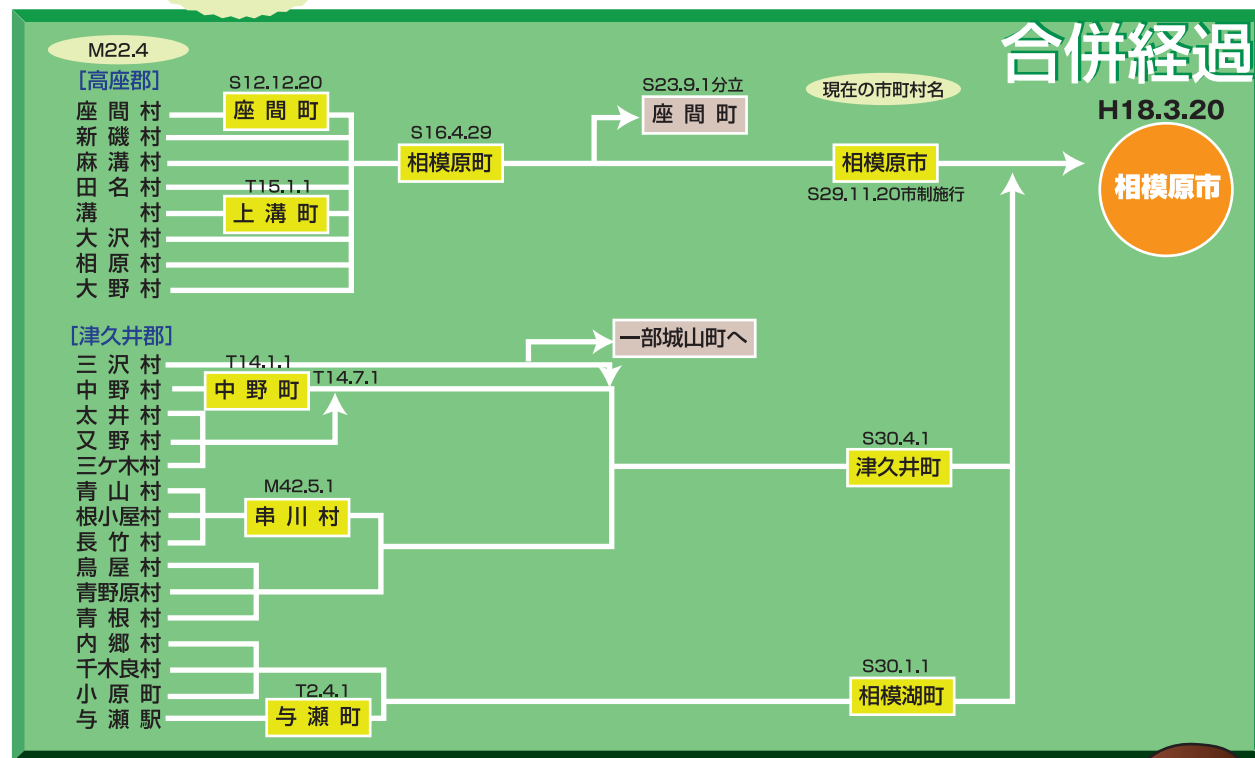 合併経過
M22.4
現在の市町村名
H18.3.20
相模原市
[高座郡]
座間村
新磯村
麻溝村
田名村
溝村
大沢村
相原村
大野村
S12.12.20
座間町
T15.1.1
上溝町
S16.4.29
相模原町
S23.9.1分立
座間町
相模原市
S29.11.20市制施行
[津久井郡]
三沢村
中野村
太井村
又野村
三ケ木村
青山村
根小屋村
長竹村
鳥屋村
青野原村
青根村
内郷村
千木良村
小原町
与瀬駅
T14.1.1
中野町
T14.7.1
一部城山町へ
M42.5.1
串川村
S30.4.1
津久井町
T2.4.1
与瀬町
S30.1.1
相模湖町